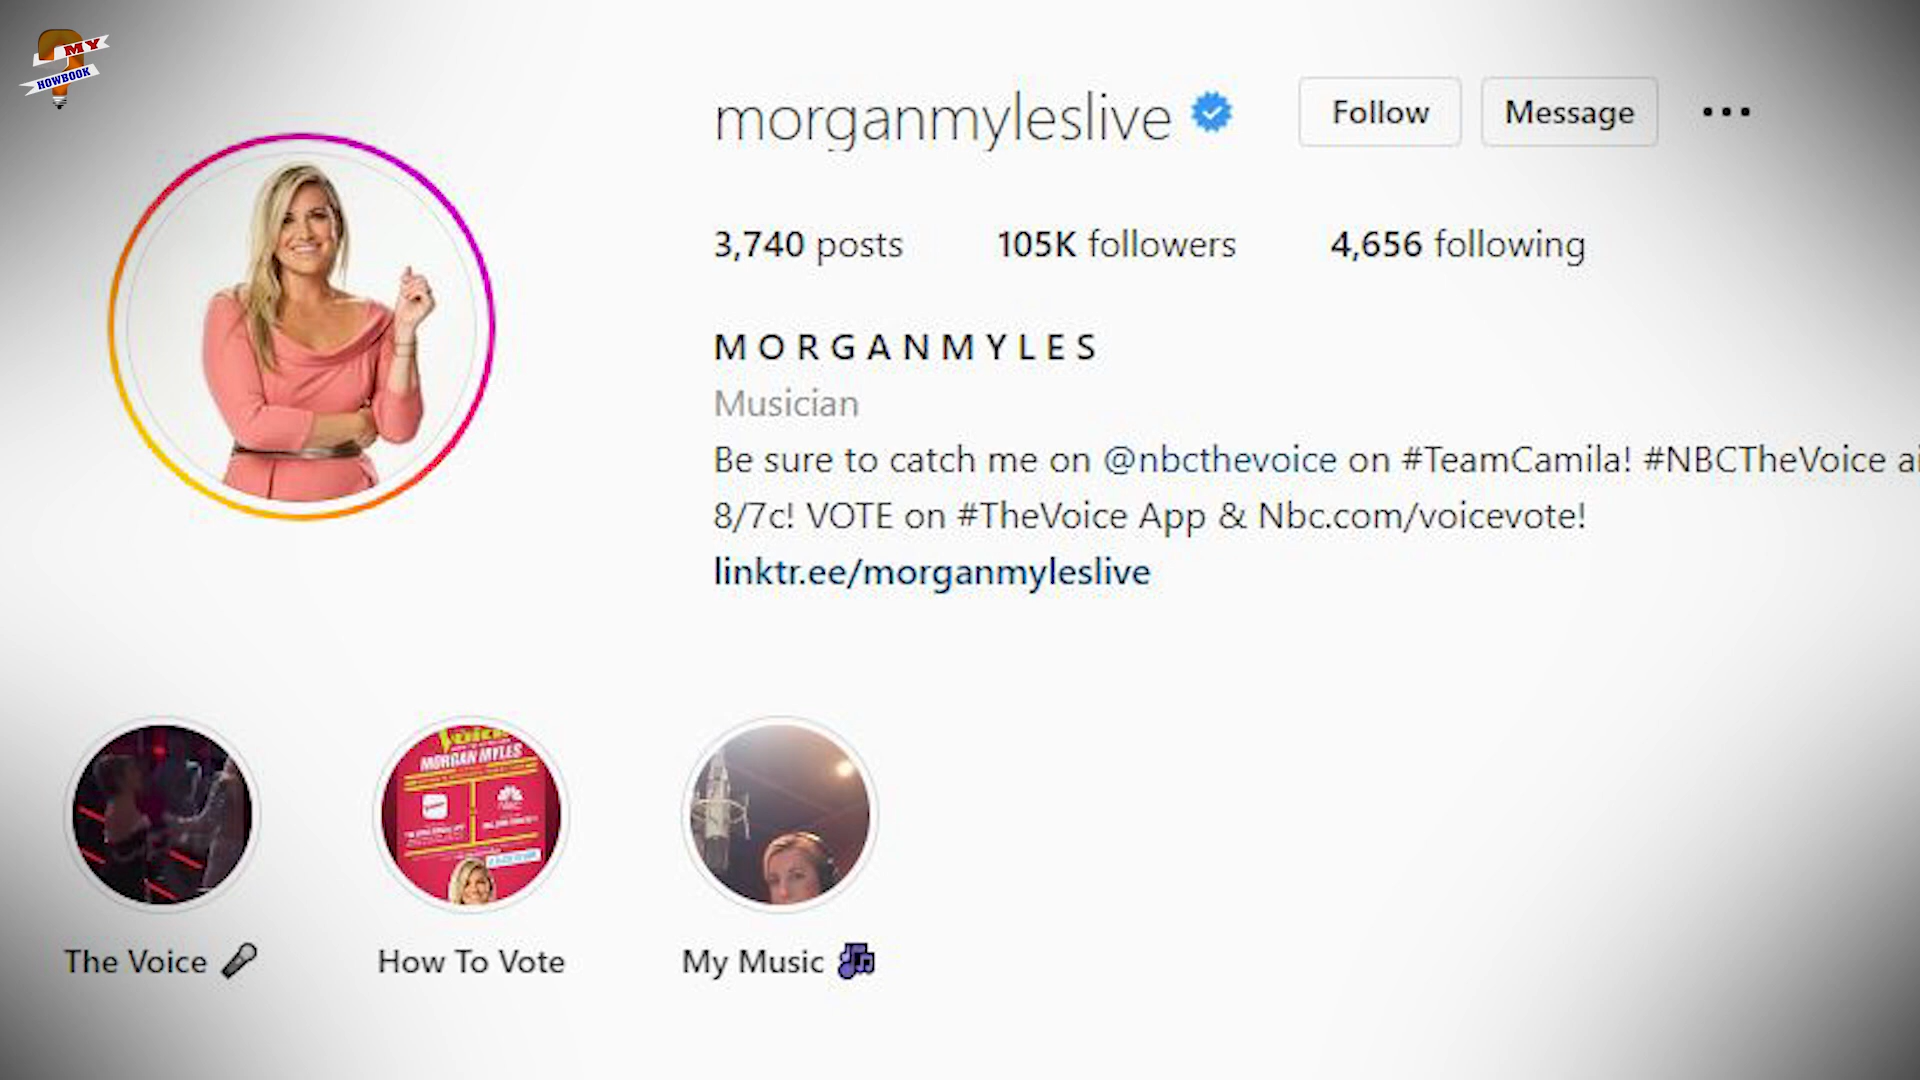 MY
HOWBOOK
morganmyleslive
Follow
Message
3,740 posts
105K followers
4,656 following
MORGANMYLES
Musician
Be sure to catch me on @nbcthevoice on #TeamCamila! #NBCTheVoice ai
8/7c! VOTE on #TheVoice App & Nbc.com/voicevote!
linktr.ee/morganmyleslive
Voice
MORGAN MYLES
The Voice
How To Vote
My Music